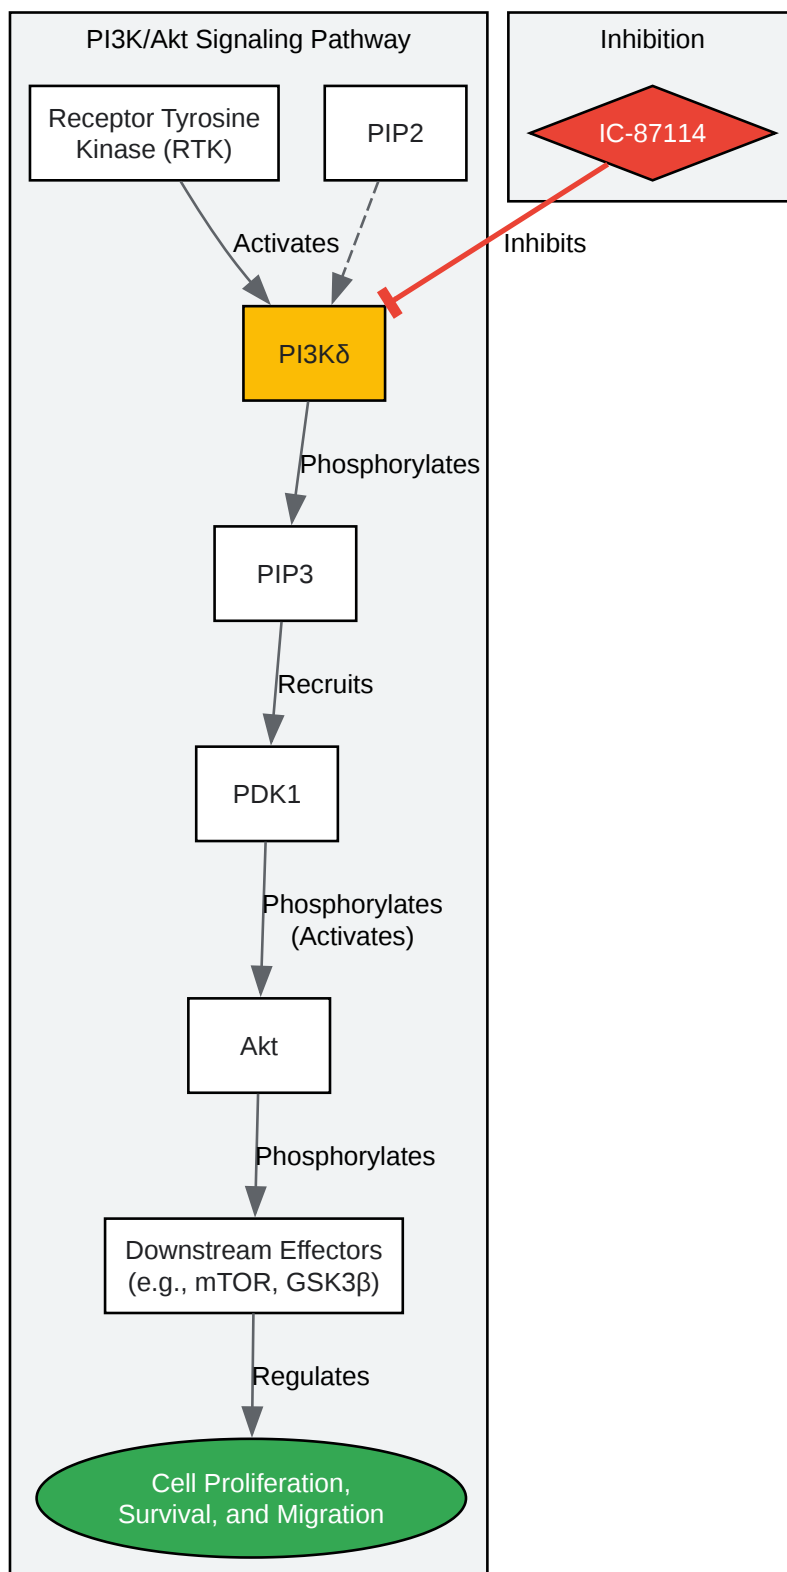 PI3K/Akt Signaling Pathway
Inhibition
Receptor Tyrosine
Kinase (RTK)
PIP2
IC-87114
Activates
Inhibits
PI3Kδ
Phosphorylates
PIP3
Recruits
PDK1
Phosphorylates
(Activates)
Akt
Phosphorylates
Downstream Effectors
(e.g., mTOR, GSK3β)
Regulates
Cell Proliferation,
Survival, and Migration